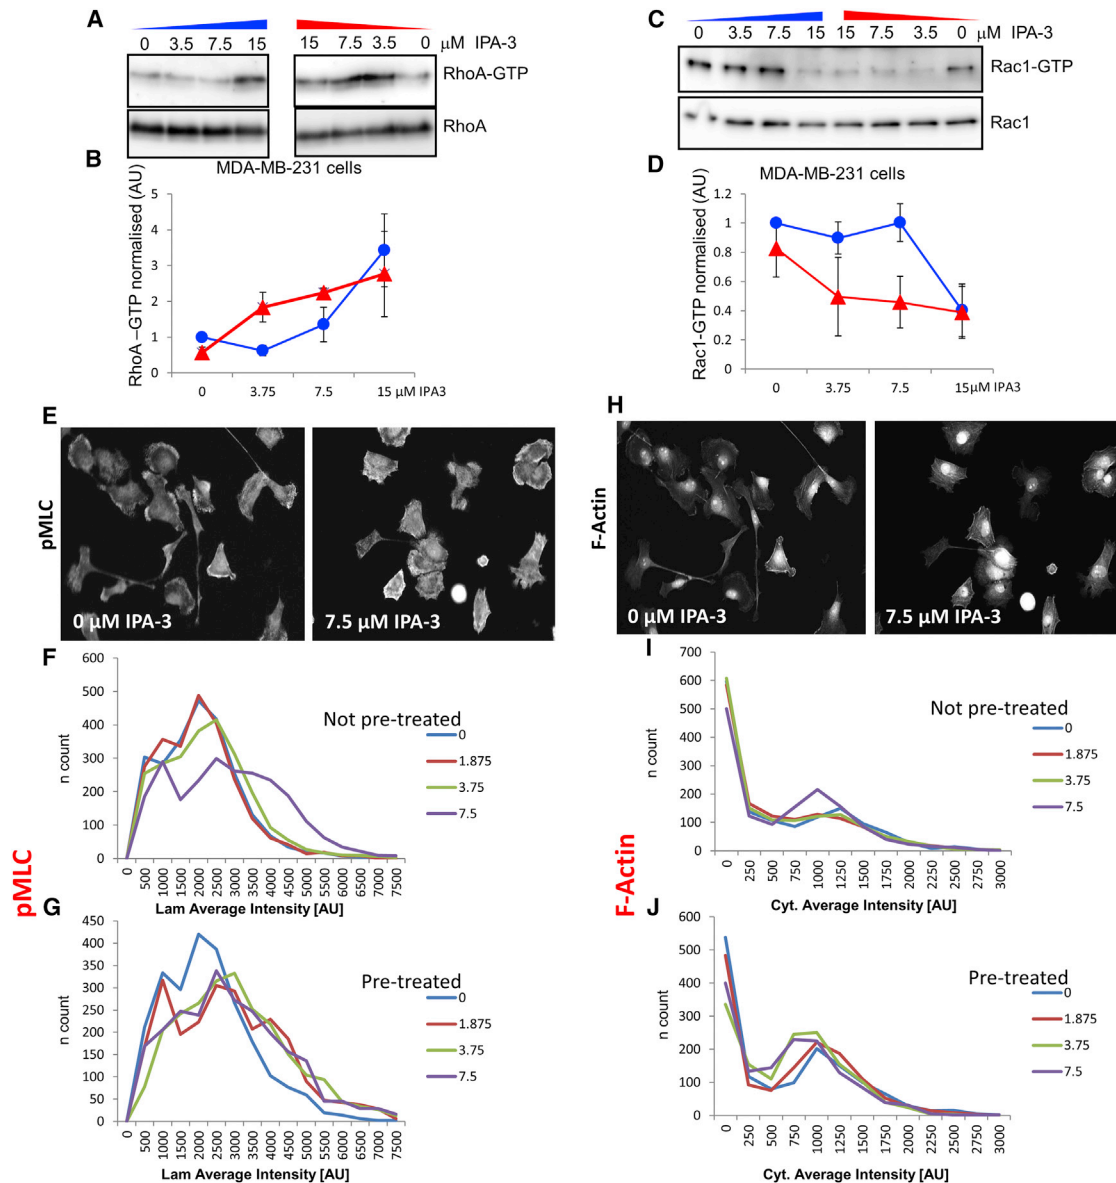 A
0 3.5 7.5 15 15 7.5 3.5 0 μM IPA-3
RhoA-GTP
RhoA
B
MDA-MB-231 cells
RhoA –GTP normalised (AU)
5
4
3
2
1
0
0 3.75 7.5 15 μM IPA3
C
0 3.5 7.5 15 15 7.5 3.5 0 μM IPA-3
Rac1-GTP
Rac1
D
MDA-MB-231 cells
Rac1-GTP normalised (AU)
1.2
1
0.8
0.6
0.4
0.2
0
0 3.75 7.5 15μM IPA3
E
pMLC
0 μM IPA-3
7.5 μM IPA-3
H
F-Actin
0 μM IPA-3
7.5 μM IPA-3
pMLC
F
n count
600
500
400
300
200
100
0
Not pre-treated
0
1.875
3.75
7.5
0 500 1000 1500 2000 2500 3000 3500 4000 4500 5000 5500 6000 6500 7000 7500
Lam Average Intensity [AU]
G
n count
450
400
350
300
250
200
150
100
50
0
Pre-treated
0
1.875
3.75
7.5
0 500 1000 1500 2000 2500 3000 3500 4000 4500 5000 5500 6000 6500 7000 7500
Lam Average Intensity [AU]
F-Actin
I
n count
700
600
500
400
300
200
100
0
Not pre-treated
0
1.875
3.75
7.5
0 250 500 750 1000 1250 1500 1750 2000 2250 2500 2750 3000
Cyt. Average Intensity [AU]
J
n count
600
500
400
300
200
100
0
Pre-treated
0
1.875
3.75
7.5
0 250 500 750 1000 1250 1500 1750 2000 2250 2500 2750 3000
Cyt. Average Intensity [AU]